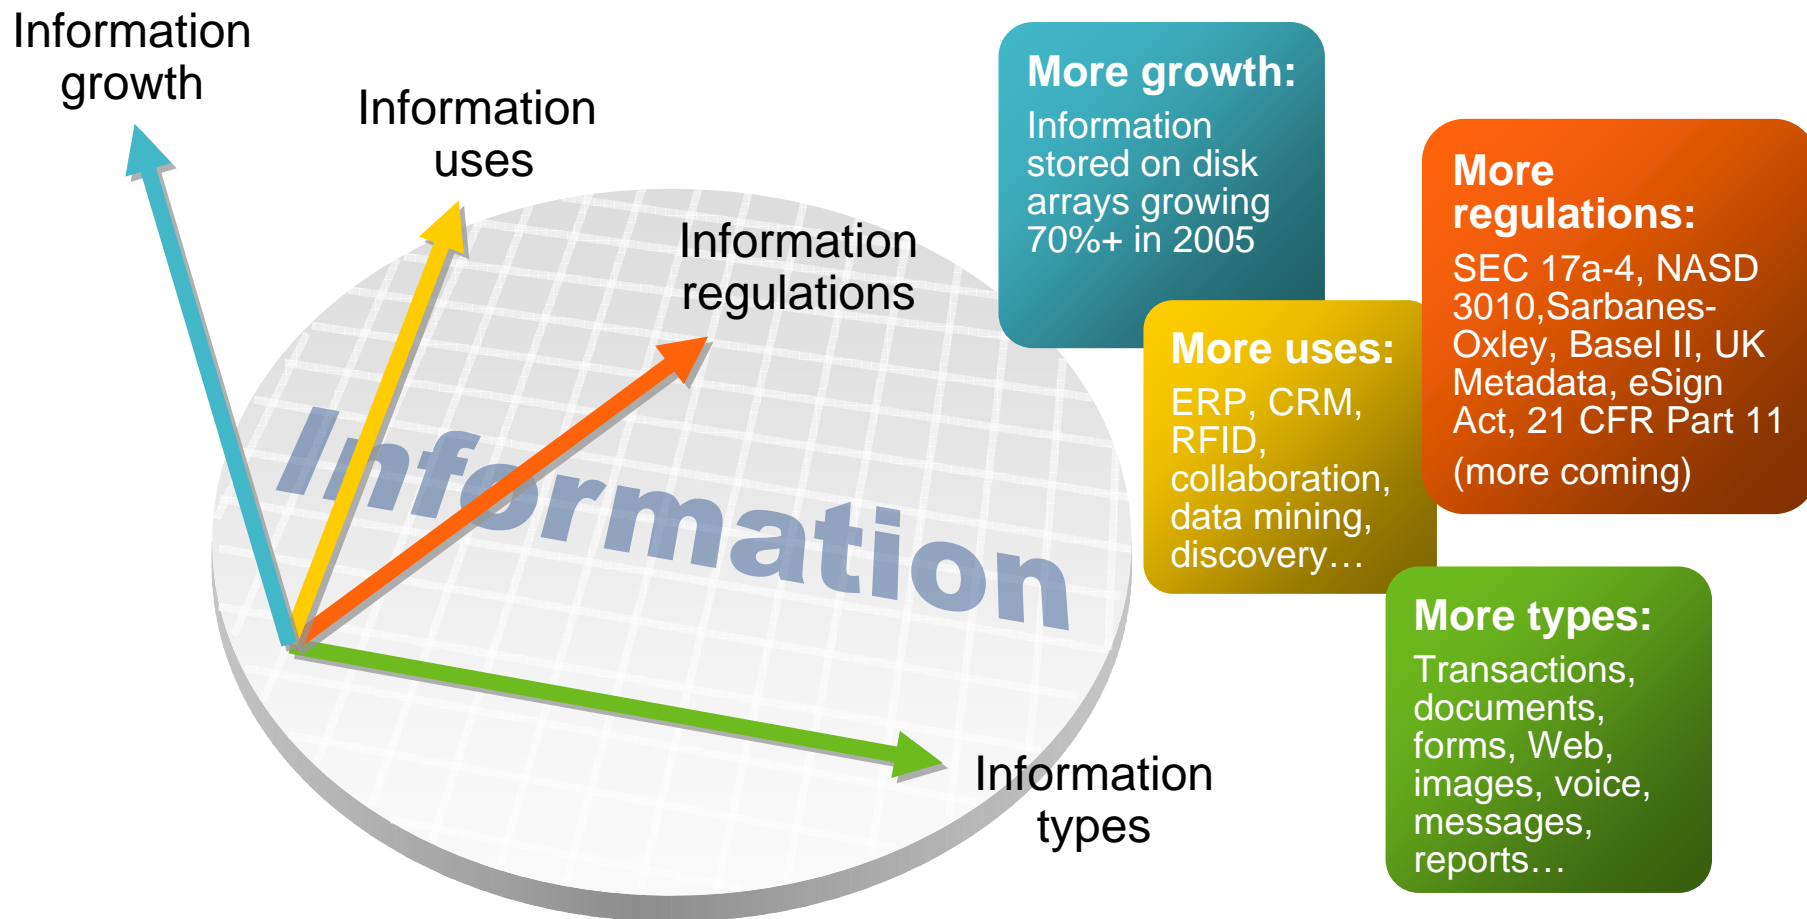 Information
growth
Information
uses
Information
regulations
Information
Information
types
More growth:
Information
stored on disk
arrays growing
70%+ in 2005
More uses:
ERP, CRM,
RFID,
collaboration,
data mining,
discovery…
More
regulations:
SEC 17a-4, NASD
3010,Sarbanes-
Oxley, Basel II, UK
Metadata, eSign
Act, 21 CFR Part 11
(more coming)
More types:
Transactions,
documents,
forms, Web,
images, voice,
messages,
reports…